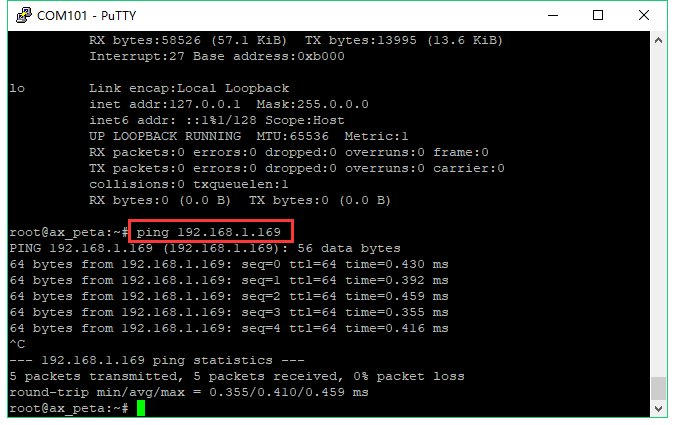 COM101 - PuTTY
RX bytes:58526 (57.1 KiB)  TX bytes:13995 (13.6 KiB)
Interrupt:27 Base address:0xb000
lo        Link encap:Local Loopback
inet addr:127.0.0.1  Mask:255.0.0.0
inet6 addr: ::1%1/128 Scope:Host
UP LOOPBACK RUNNING  MTU:65536  Metric:1
RX packets:0 errors:0 dropped:0 overruns:0 frame:0
TX packets:0 errors:0 dropped:0 overruns:0 carrier:0
collisions:0 txqueuelen:1
RX bytes:0 (0.0 B)  TX bytes:0 (0.0 B)
root@ax_peta:~# ping 192.168.1.169
PING 192.168.1.169 (192.168.1.169): 56 data bytes
64 bytes from 192.168.1.169: seq=0 ttl=64 time=0.430 ms
64 bytes from 192.168.1.169: seq=1 ttl=64 time=0.392 ms
64 bytes from 192.168.1.169: seq=2 ttl=64 time=0.459 ms
64 bytes from 192.168.1.169: seq=3 ttl=64 time=0.355 ms
64 bytes from 192.168.1.169: seq=4 ttl=64 time=0.416 ms
^C
--- 192.168.1.169 ping statistics ---
5 packets transmitted, 5 packets received, 0% packet loss
round-trip min/avg/max = 0.355/0.410/0.459 ms
root@ax_peta:~#